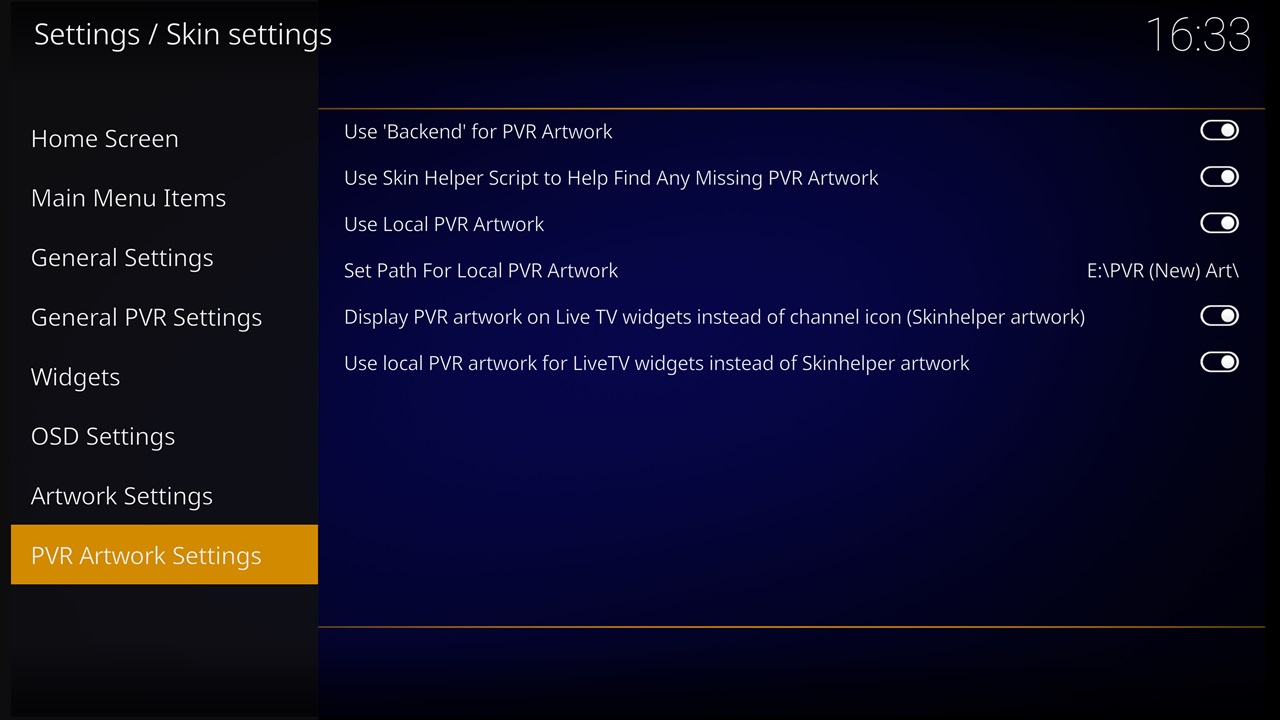 Settings / Skin settings
16:33
Home Screen
Main Menu Items
General Settings
General PVR Settings
Widgets
OSD Settings
Artwork Settings
PVR Artwork Settings
Use 'Backend' for PVR Artwork
Use Skin Helper Script to Help Find Any Missing PVR Artwork
Use Local PVR Artwork
Set Path For Local PVR Artwork E:\PVR (New) Art\
Display PVR artwork on Live TV widgets instead of channel icon (Skinhelper artwork)
Use local PVR artwork for LiveTV widgets instead of Skinhelper artwork